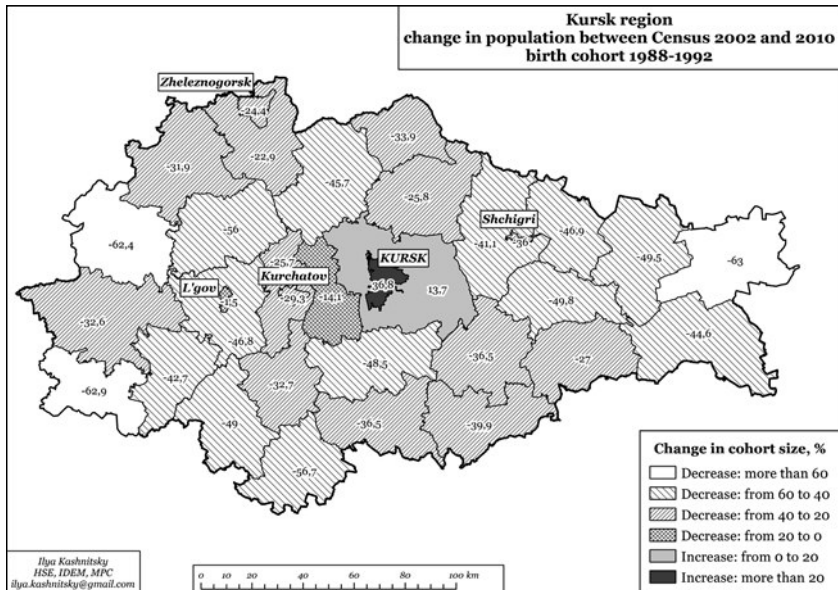 Kursk region
change in population between Census 2002 and 2010
birth cohort 1988-1992
Zheleznogorsk
-24,4
-33,9
-31,9
-22,9
-45,7
-25,8
Shchigri
-56
-46,9
-62,4
-41,1
-36
-49,5
KURSK
-63
-25,7
Kurchatov
L'gov
36,8
13,7
-1,5
-29,3
-14,1
-49,8
-32,6
-44,6
-46,8
-36,5
-27
-48,5
-42,7
-32,7
-62,9
-49
-36,5
-39,9
-56,7
Change in cohort size, %
Decrease: more than 60
Decrease: from 60 to 40
Decrease: from 40 to 20
Decrease: from 20 to 0
Increase: from 0 to 20
Increase: more than 20
Ilya Kashnitsky
HSE, IDEM, MPC
ilya.kashnitsky@gmail.com
0 20 40 60 80 100 km